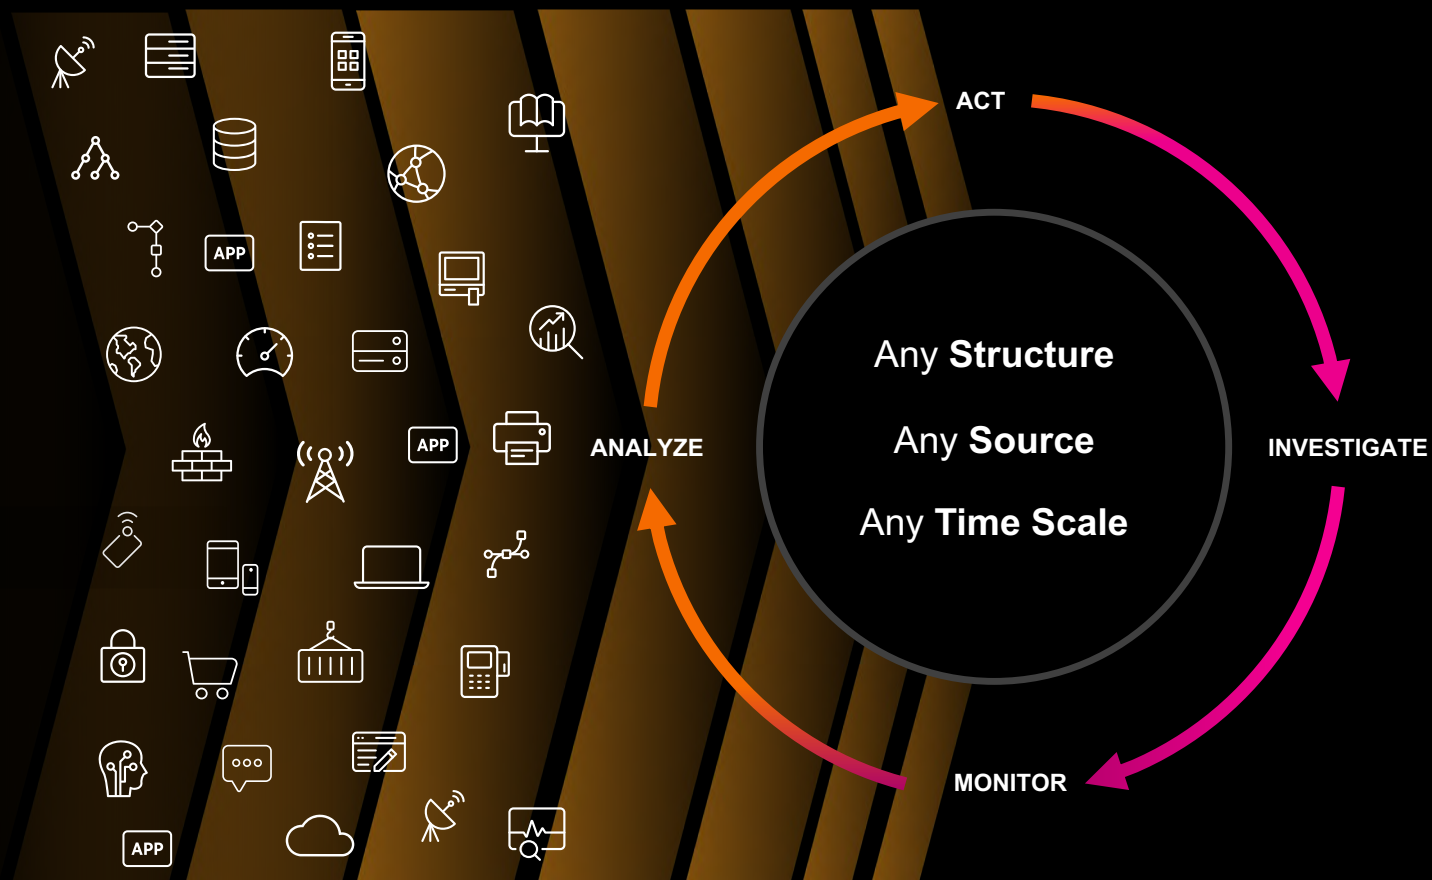 ACT
APP
Any Structure
APP
ANALYZE
Any Source
INVESTIGATE
Any Time Scale
MONITOR
APP